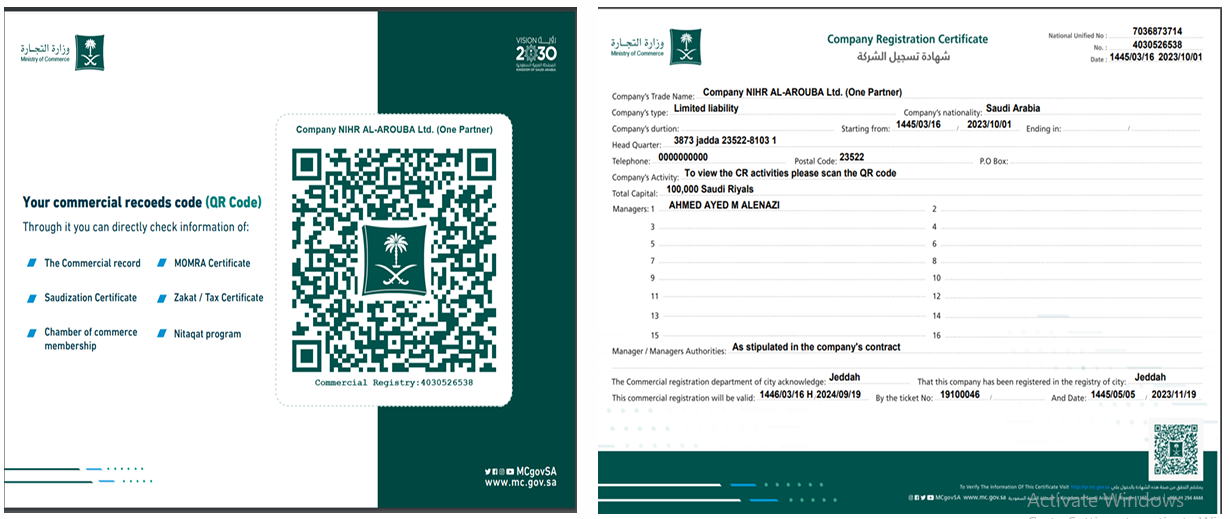 وزارة التجارة
Ministry of Commerce
VISION رؤيــة
2030
المملكة العربية السعودية
KINGDOM OF SAUDI ARABIA
Company NIHR AL-AROUBA Ltd. (One Partner)
Your commercial recoeds code (QR Code)
Through it you can directly check information of:
The Commercial record
MOMRA Certificate
Saudization Certificate
Zakat / Tax Certificate
Chamber of commerce membership
Nitaqat program
Commercial Registry:4030526538
MCgovSA
www.mc.gov.sa
وزارة التجارة
Ministry of Commerce
Company Registration Certificate
شهادة تسجيل الشركة
National Unified No : 7036873714
No. : 4030526538
Date : 1445/03/16 2023/10/01
Company's Trade Name: Company NIHR AL-AROUBA Ltd. (One Partner)
Company's type: Limited liability Company's nationality: Saudi Arabia
Company's durtion: Starting from: 1445/03/16 / 2023/10/01 Ending in: /
Head Quarter: 3873 jadda 23522-8103 1
Telephone: 0000000000 Postal Code: 23522 P.O Box:
Company's Activity: To view the CR activities please scan the QR code
Total Capital: 100,000 Saudi Riyals
Managers: 1 AHMED AYED M ALENAZI 2
3 4
5 6
7 8
9 10
11 12
13 14
15 16
Manager / Managers Authorities: As stipulated in the company's contract
The Commercial registration department of city acknowledge: Jeddah That this company has been registered in the registry of city: Jeddah
This commercial registration will be valid: 1446/03/16 H 2024/09/19 By the ticket No: 19100046 / And Date: 1445/05/05 / 2023/11/19
To Verify The Information Of This Certificate Visit
MCgovSA www.mc.gov.sa
Activate Windows